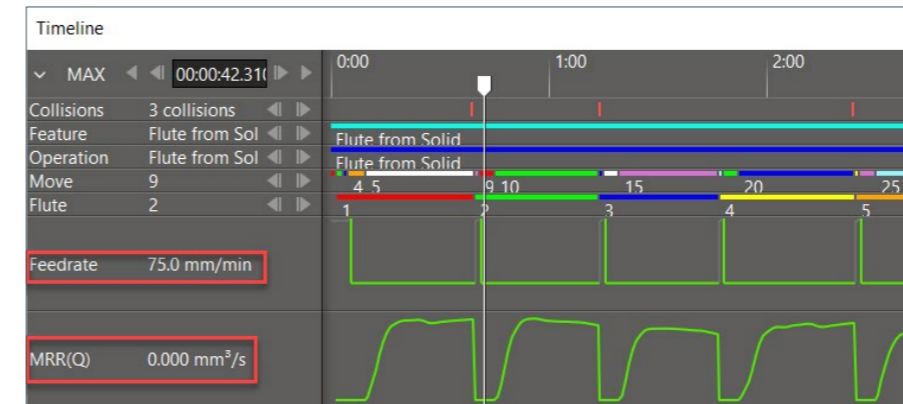 Timeline
MAX 00:00:42.31 0:00 1:00 2:00
Collisions 3 collisions
Feature Flute from Sol Flute from Solid
Operation Flute from Sol Flute from Solid
Move 9 4 5 9 10 15 20 25
Flute 2 1 2 3 4 5
Feedrate 75.0 mm/min
MRR(Q) 0.000 mm³/s